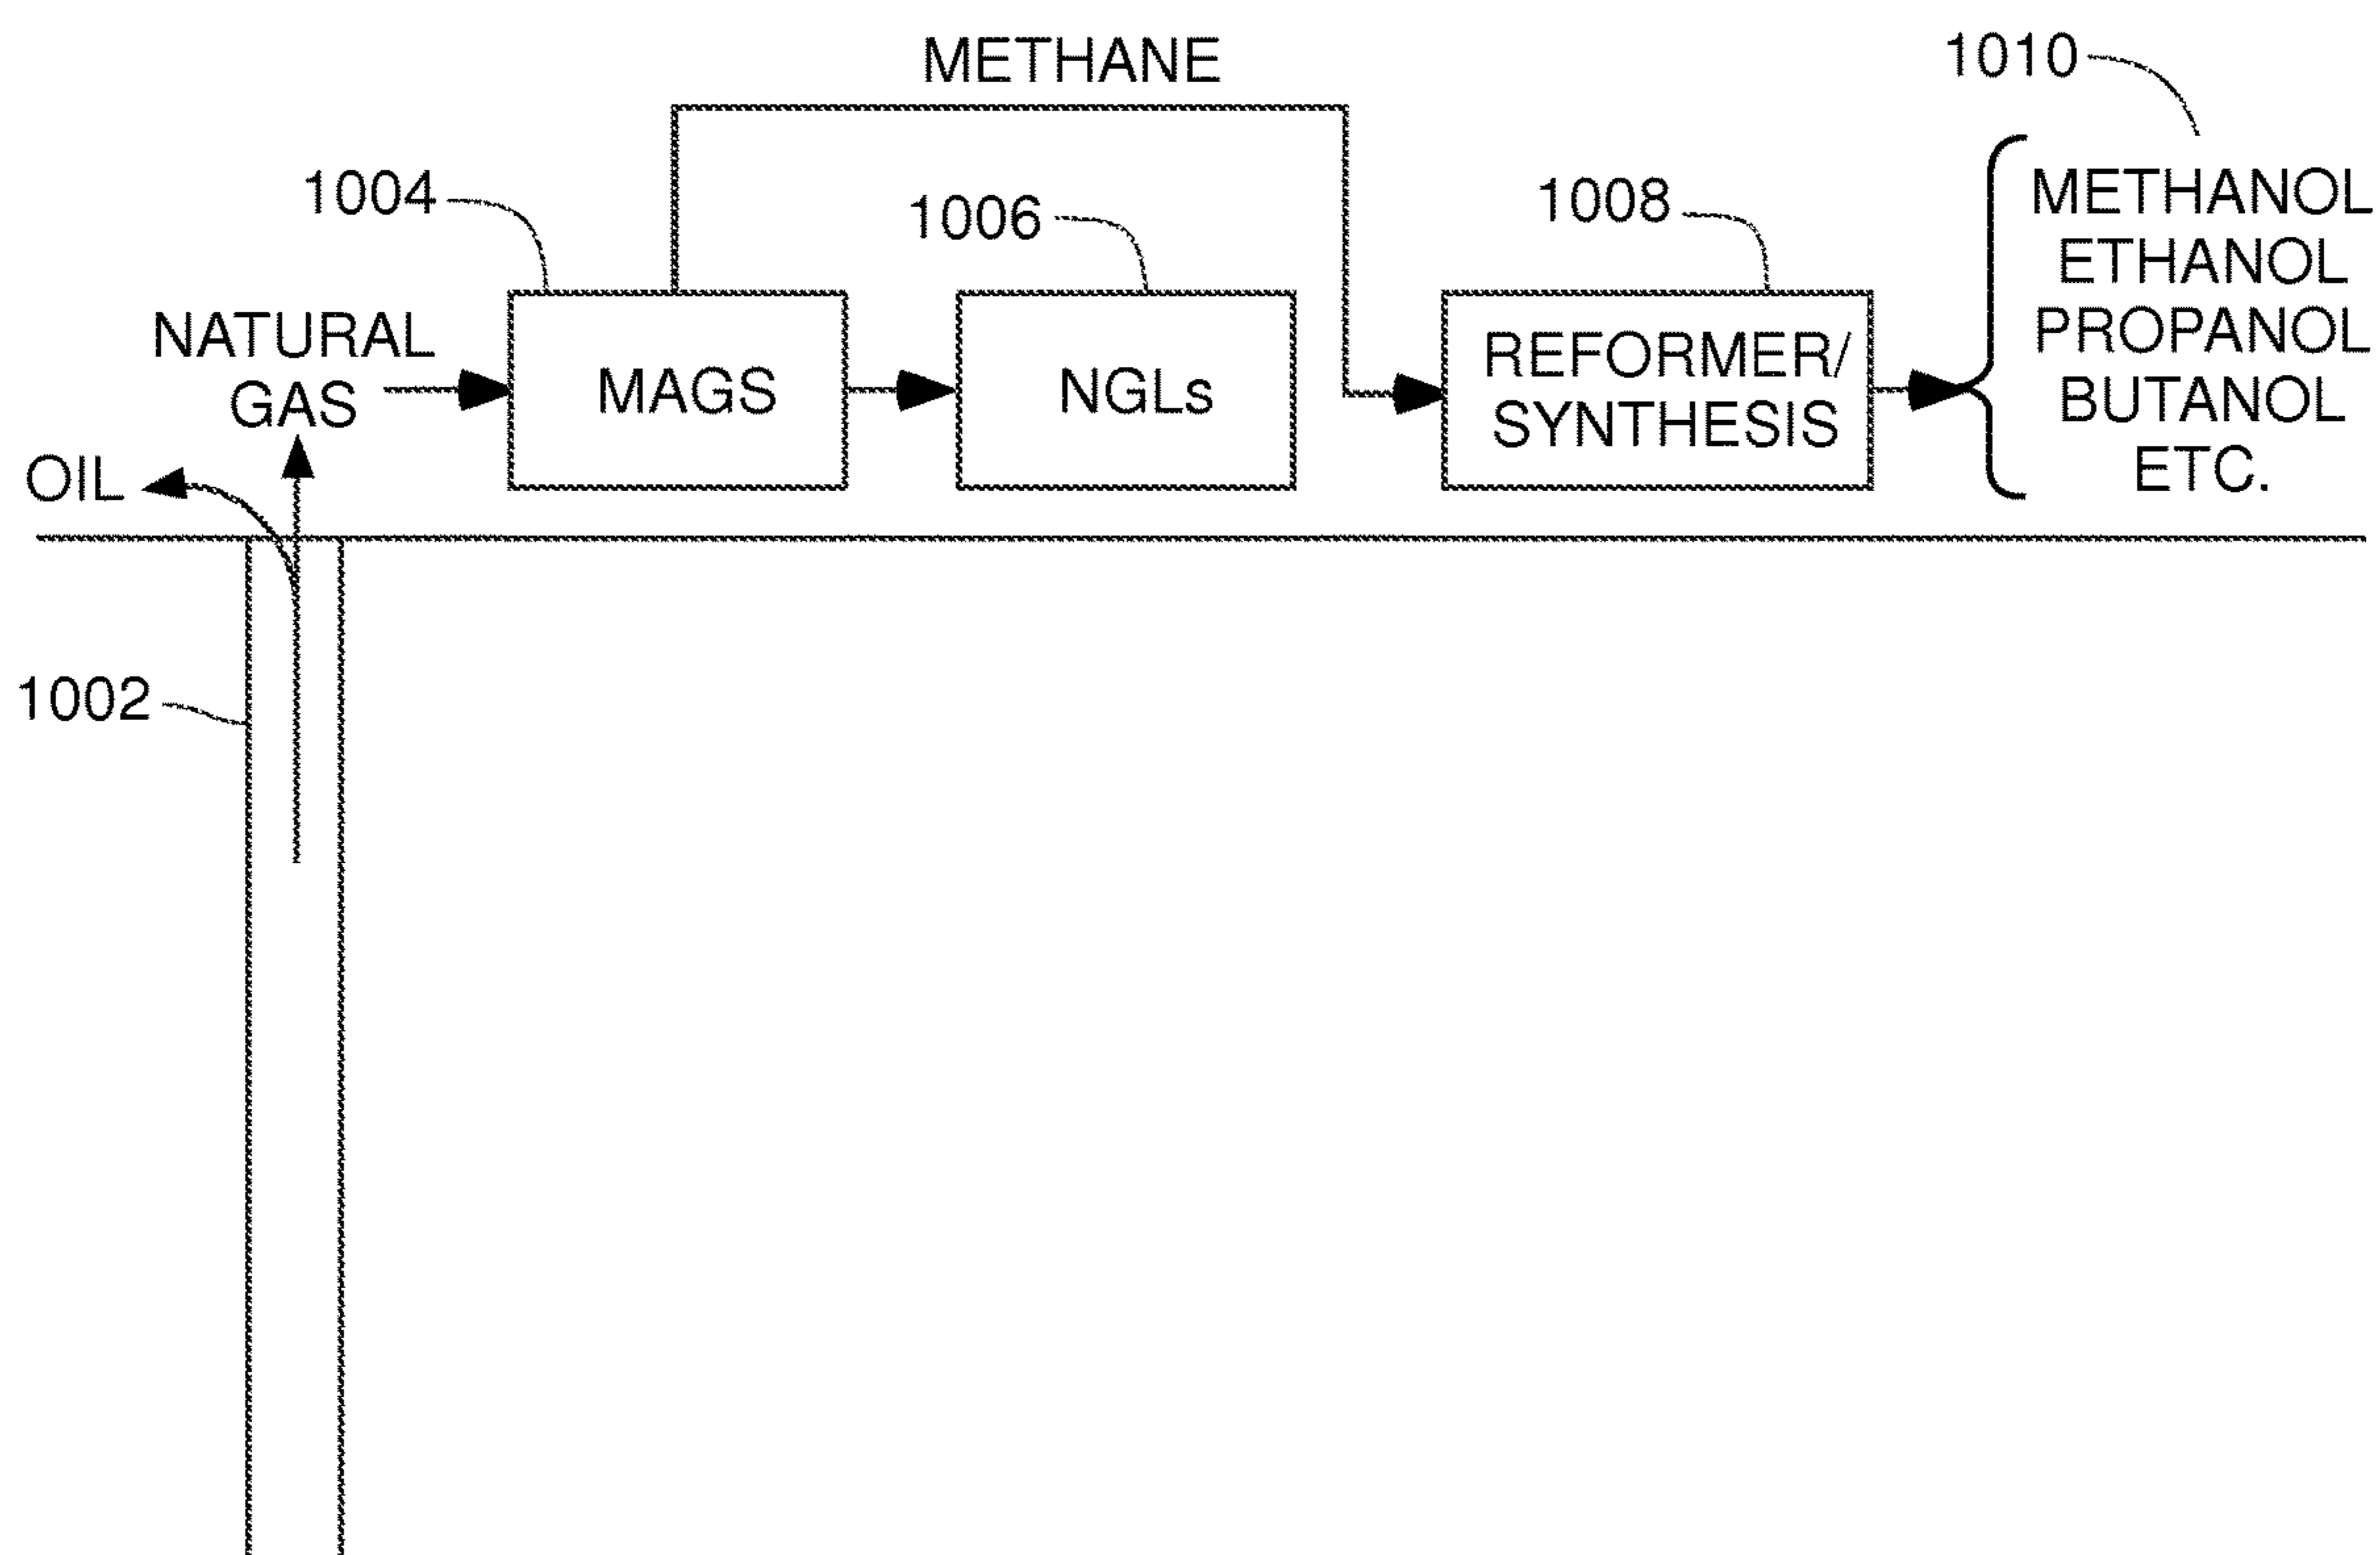 METHANE
1010
1004
1006
1008
METHANOL
ETHANOL
PROPANOL
BUTANOL
ETC.
NATURAL
GAS
MAGS
NGLs
REFORMER/
SYNTHESIS
OIL
1002